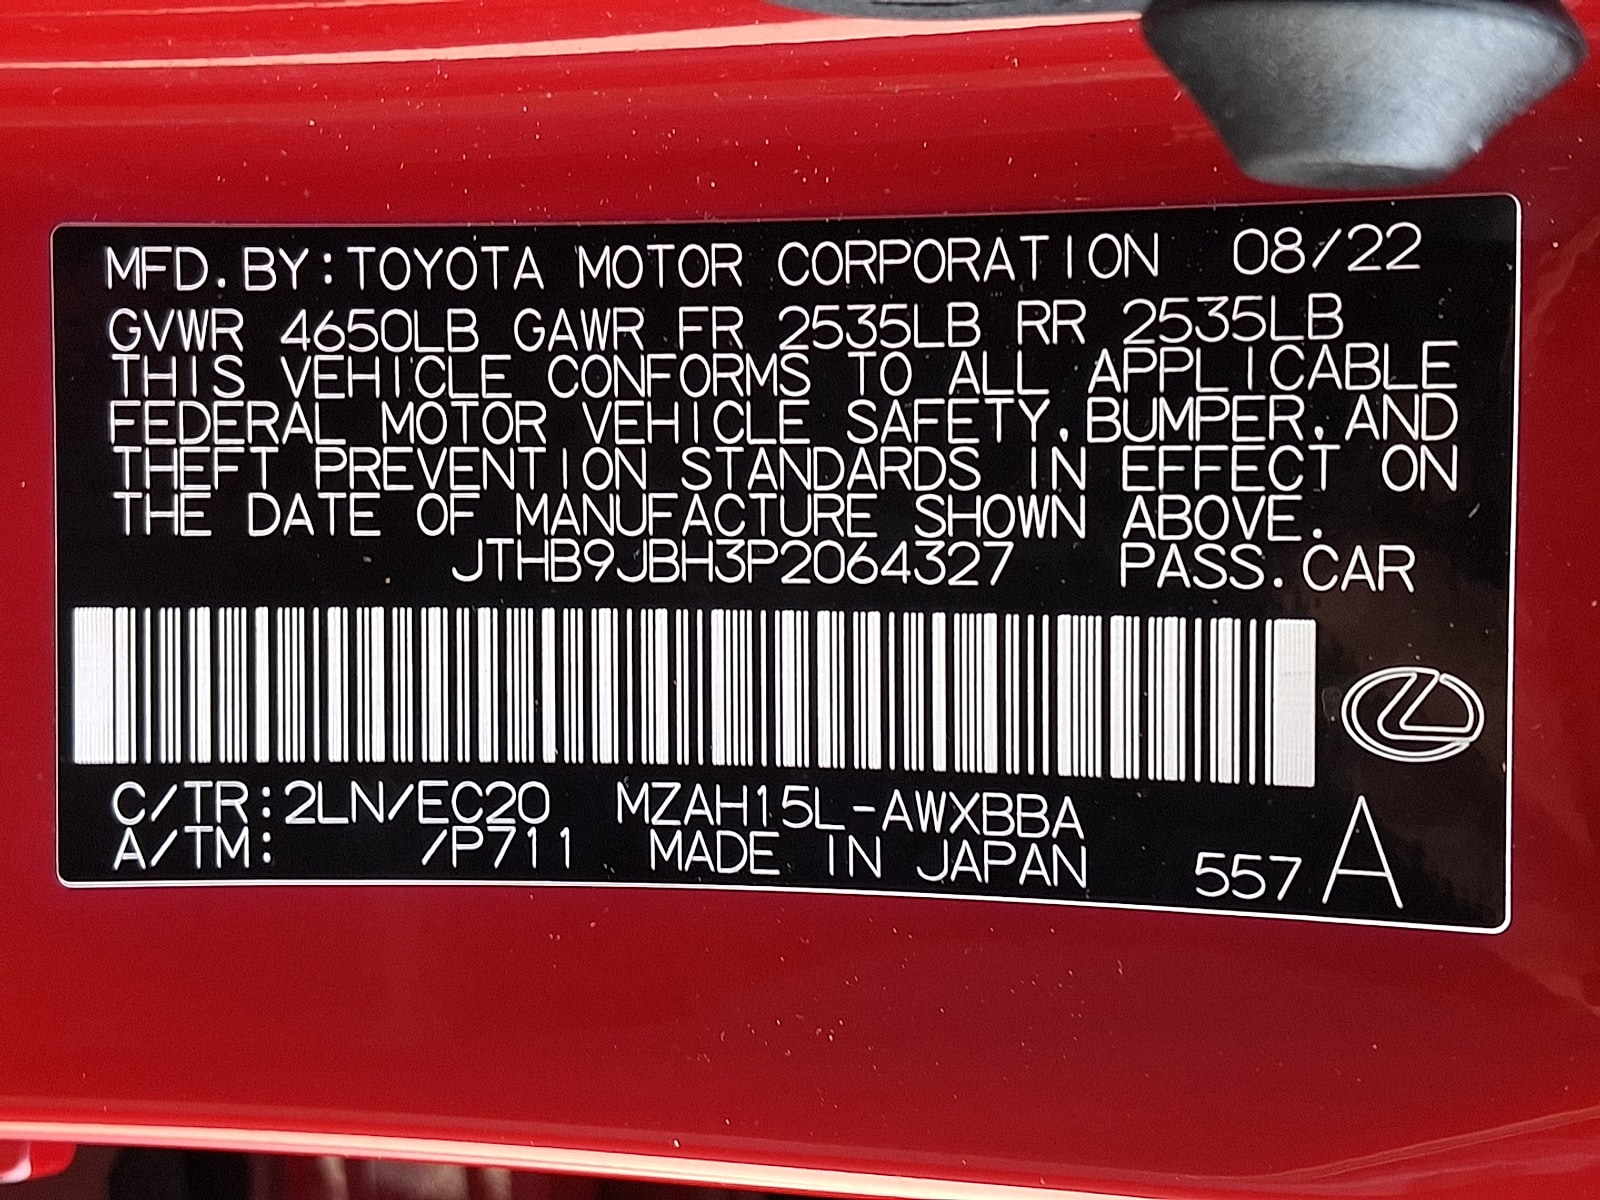 MFD.BY:TOYOTA MOTOR CORPORATION 08/22
GVWR 4650LB GAWR FR 2535LB RR 2535LB
THIS VEHICLE CONFORMS TO ALL APPLICABLE
FEDERAL MOTOR VEHICLE SAFETY,BUMPER,AND
THEFT PREVENTION STANDARDS IN EFFECT ON
THE DATE OF MANUFACTURE SHOWN ABOVE.
JTHB9JBH3P2064327 PASS.CAR
C/TR:2LN/EC20 MZAH15L-AWXBBA
A/TM: /P711 MADE IN JAPAN 557 A